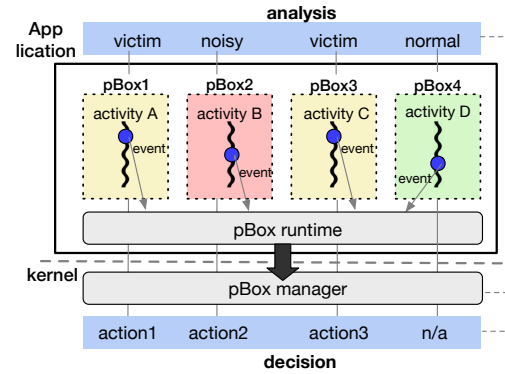 analysis
App
lication
victim noisy victim normal
pBox1 pBox2 pBox3 pBox4
activity A activity B activity C activity D
event event event event
pBox runtime
kernel
pBox manager
action1 action2 action3 n/a
decision